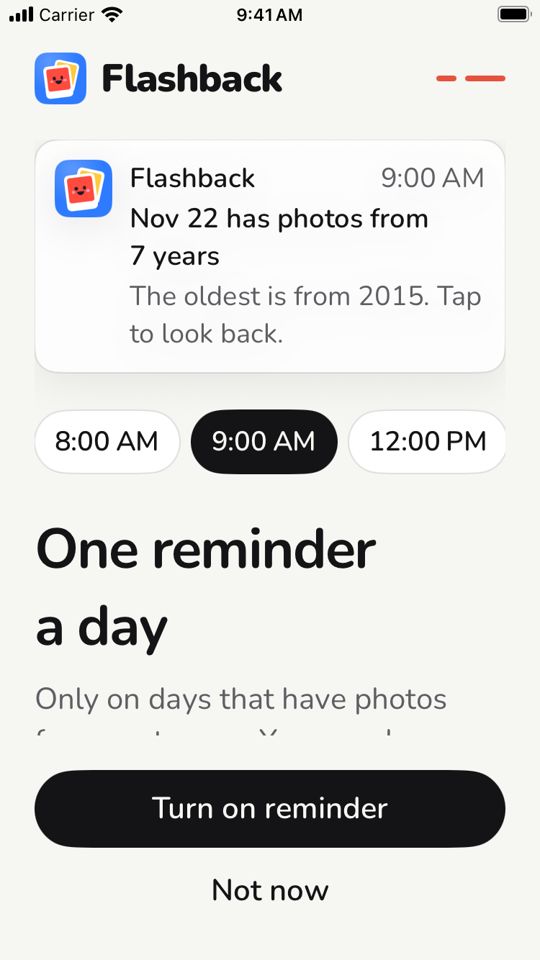 Carrier 9:41 AM
Flashback
Flashback 9:00 AM
Nov 22 has photos from
7 years
The oldest is from 2015. Tap
to look back.
8:00 AM 9:00 AM 12:00 PM
One reminder
a day
Only on days that have photos
Turn on reminder
Not now